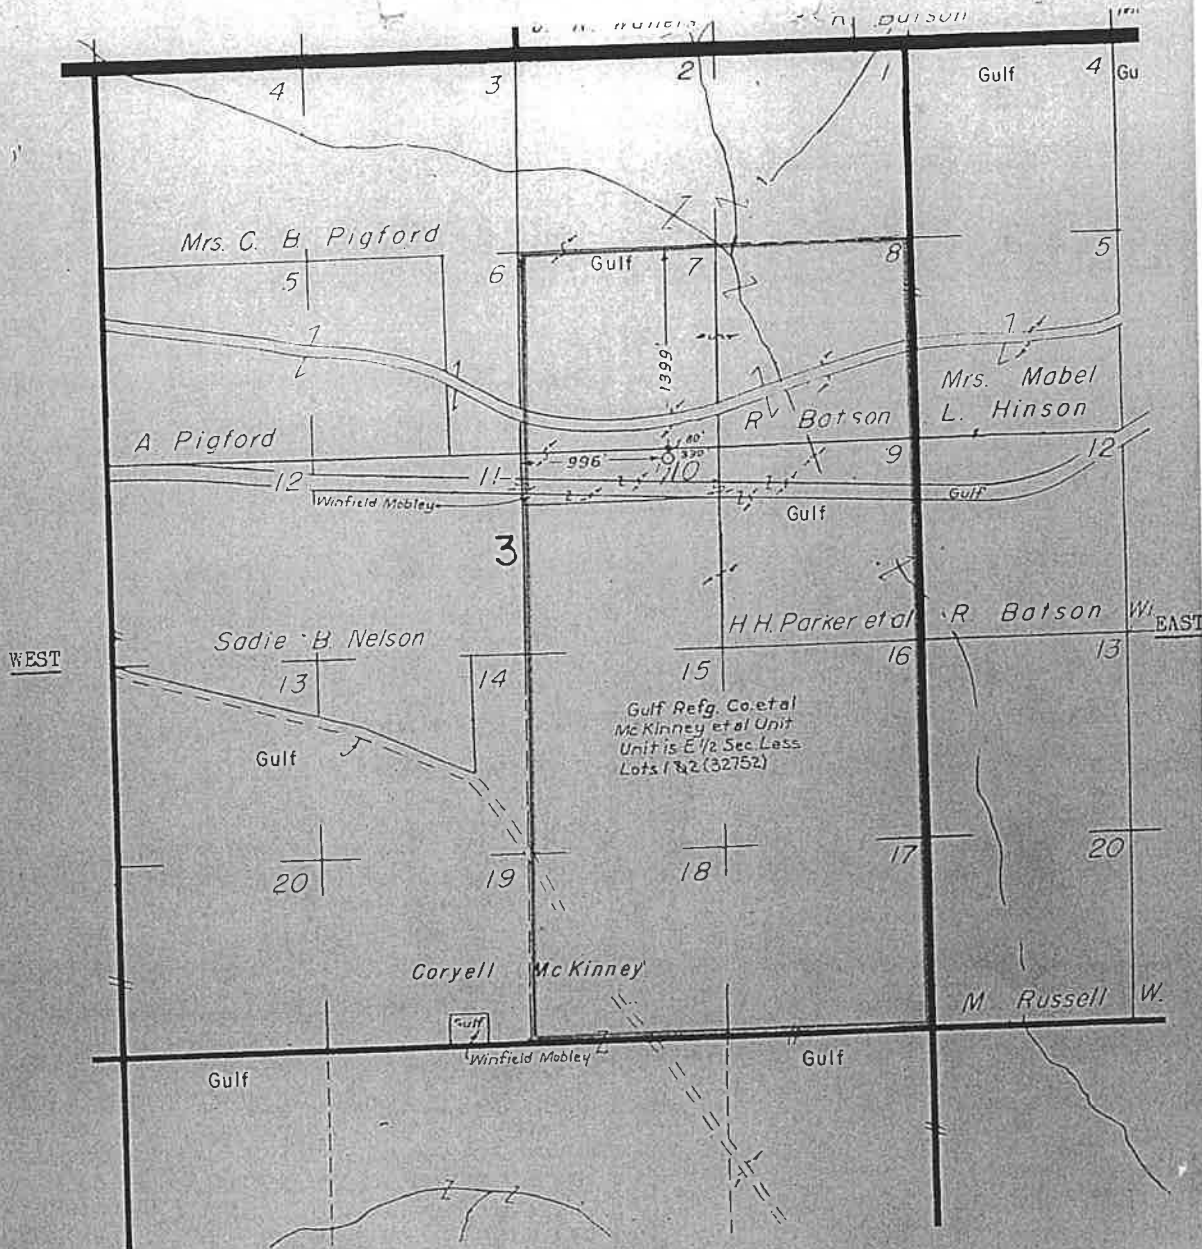 Batson
4
3
2
1
Gulf
4
Gu
Mrs. C. B. Pigford
5
6
Gulf
7
8
5
1399'
Mrs. Mabel
L. Hinson
R Batson
A. Pigford
80'
330'
996'
12
11
10
9
12
Winfield Mobley
Gulf
Gulf
3
Sadie B. Nelson
H.H. Parker et al
R Batson
Wi.
WEST
EAST
13
14
15
16
13
Gulf Refg. Co. et al
McKinney et al Unit
Unit is E 1/2 Sec. Less
Lots 1 & 2 (32752)
Gulf
20
19
18
17
20
Coryell McKinney
M. Russell W.
Gulf
Winfield Mobley
Gulf
Gulf